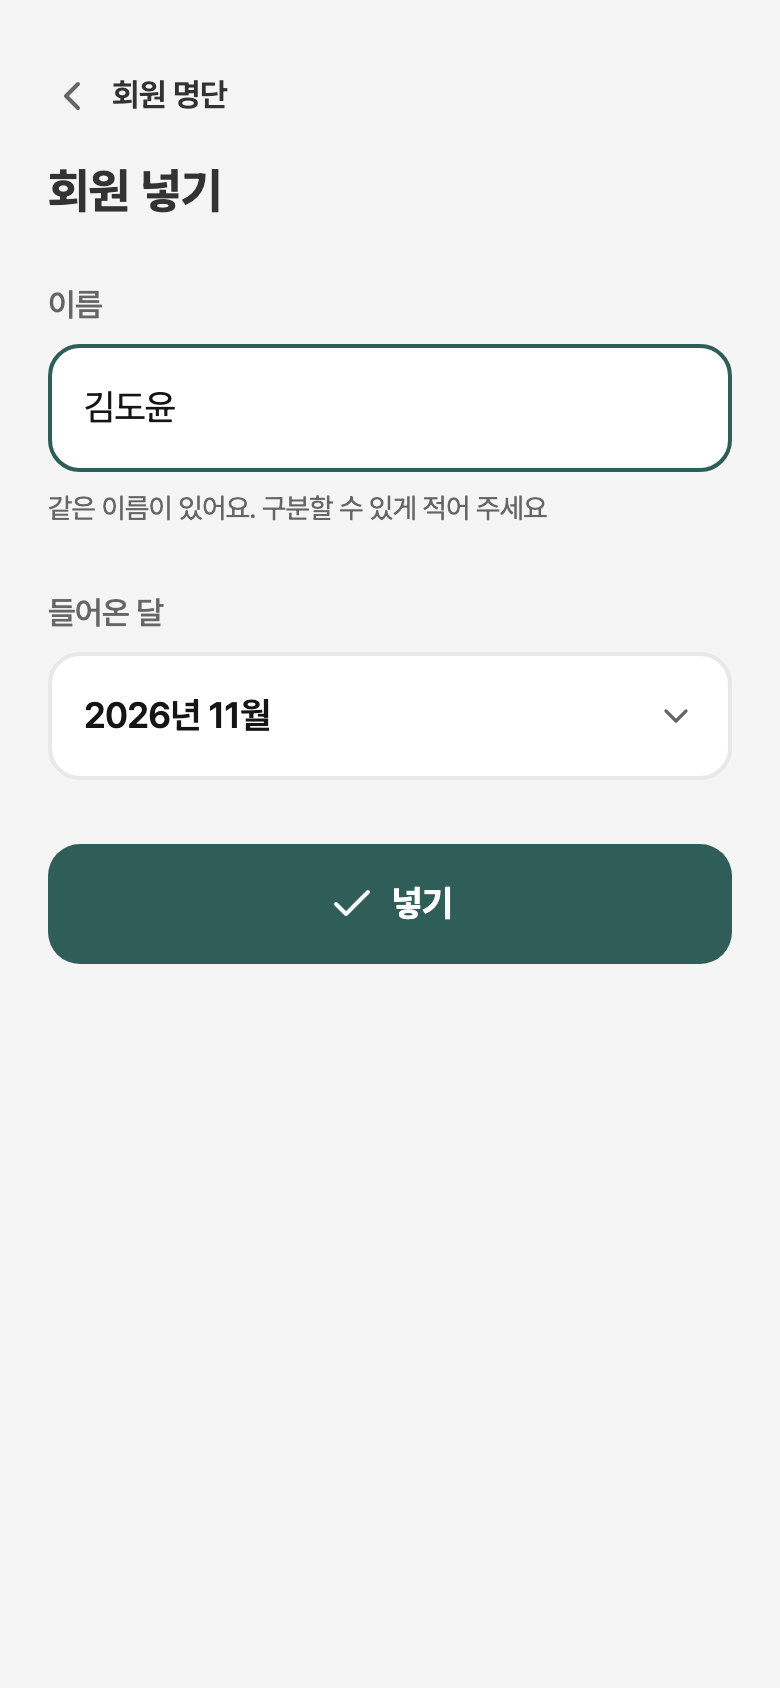 회원 명단
회원 넣기
이름
김도윤
같은 이름이 있어요. 구분할 수 있게 적어 주세요
들어온 달
2026년 11월
넣기